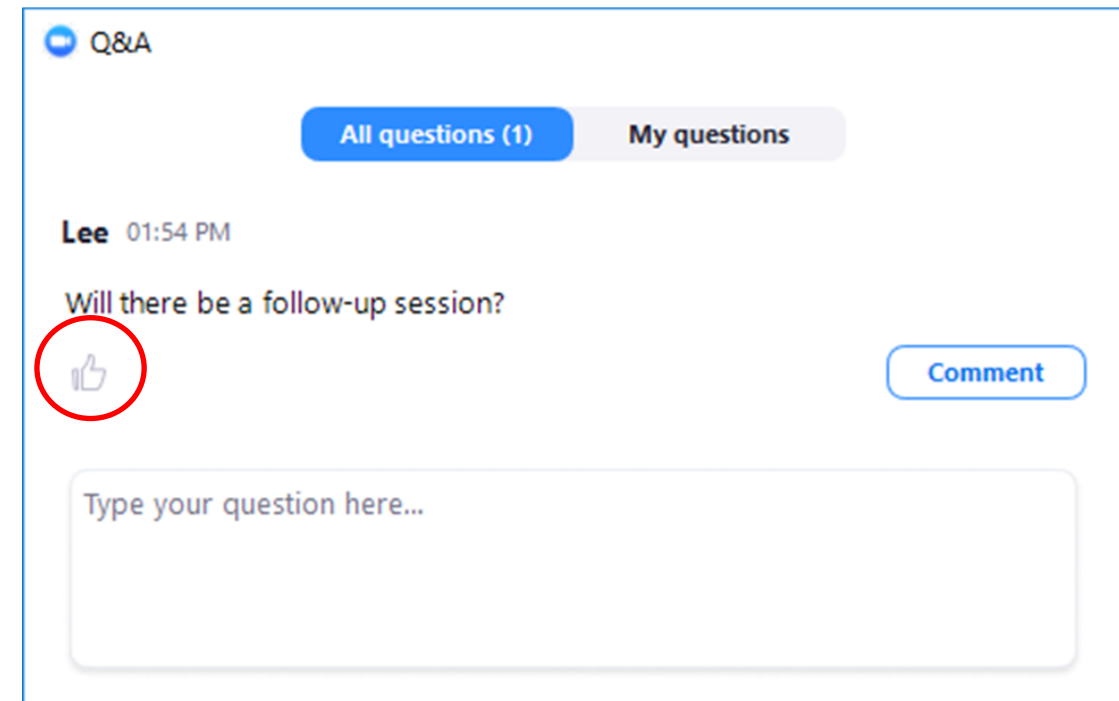 Q&A
All questions (1) My questions
Lee 01:54 PM
Will there be a follow-up session?
Comment
Type your question here...